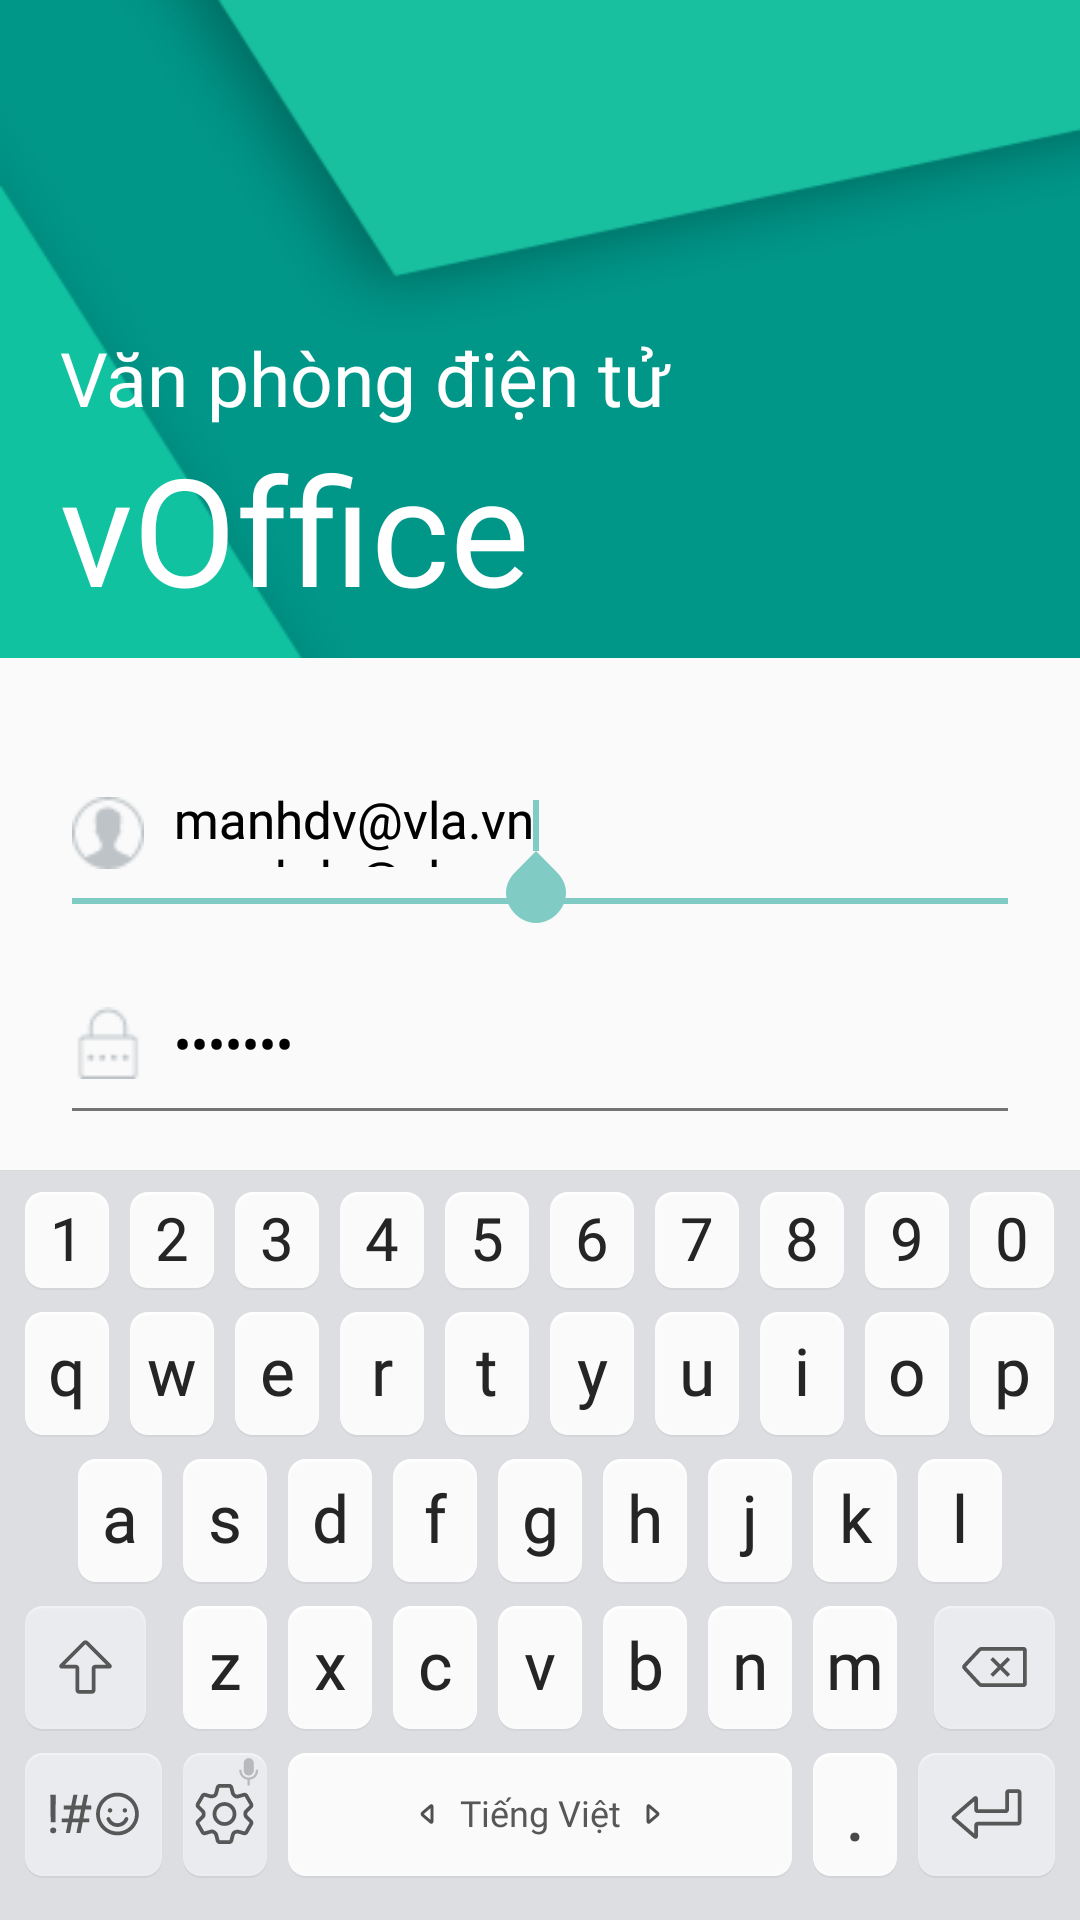 Văn phòng điện tử
vOffice
manhdv@vla.vn
•••••••
1 2 3 4 5 6 7 8 9 0
q w e r t y u i o p
a s d f g h j k l
z x c v b n m
!#☺ Tiếng Việt .